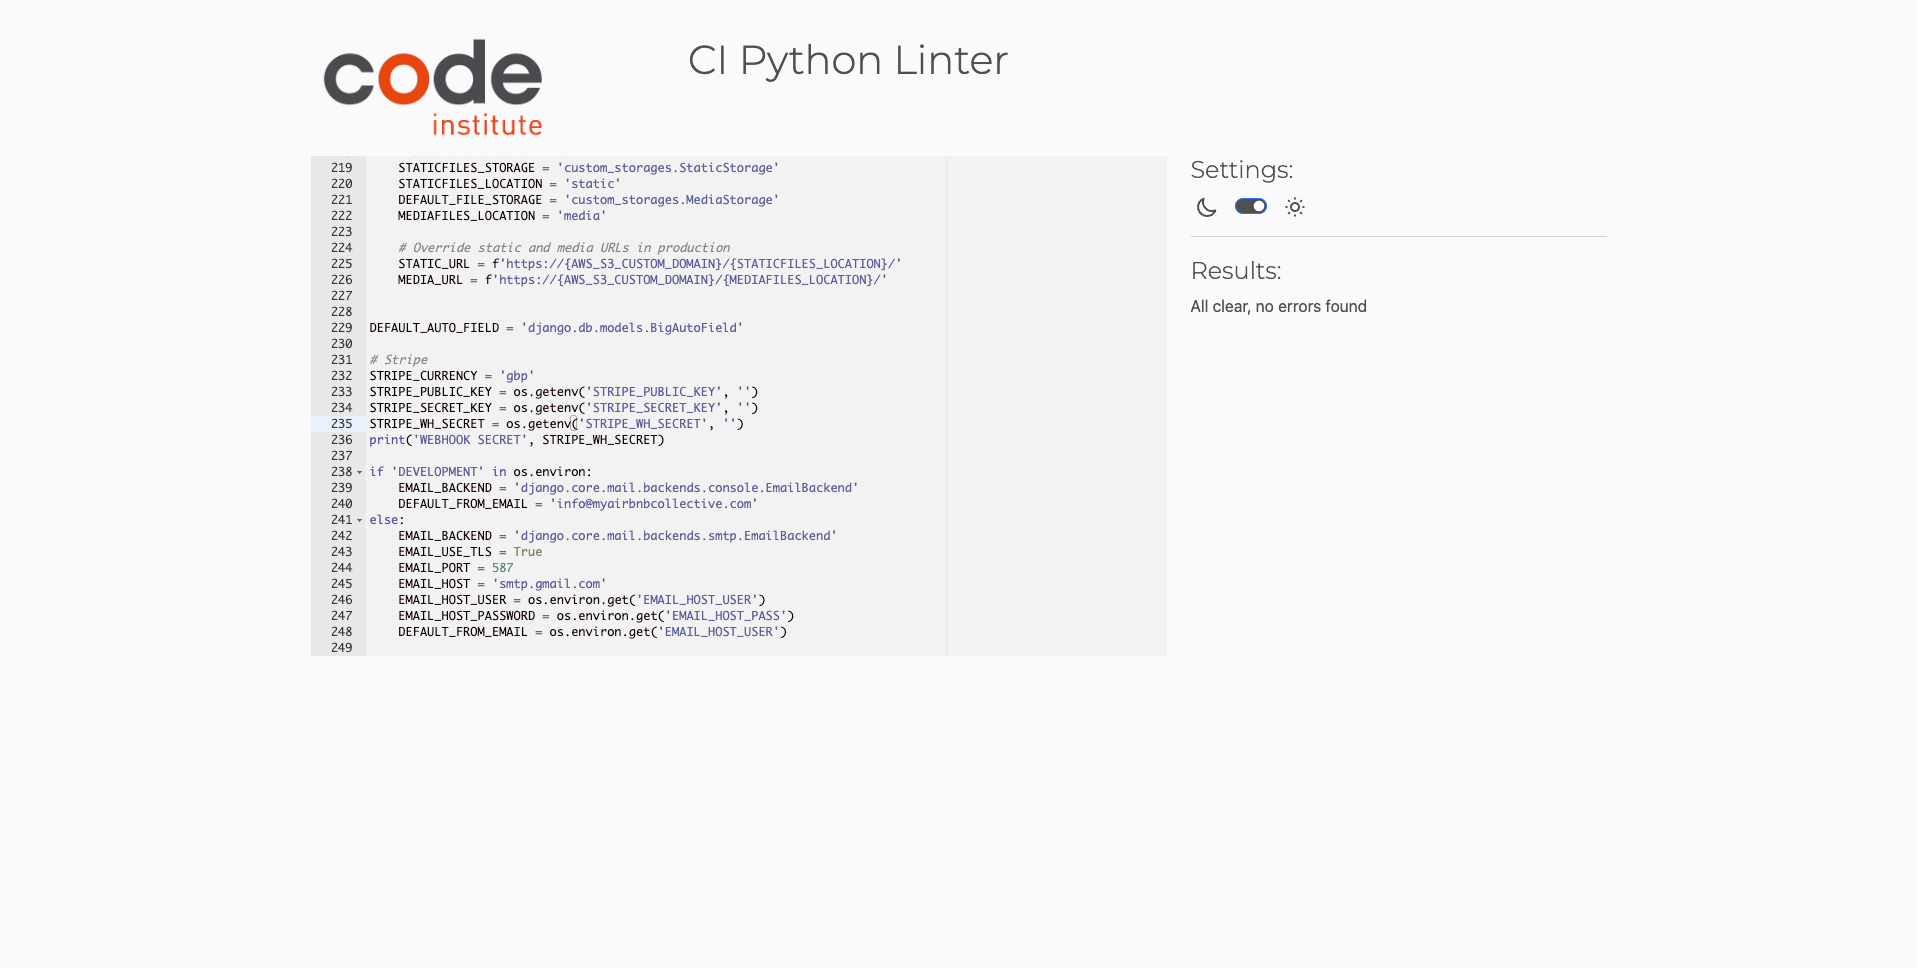 code
institute
CI Python Linter
219     STATICFILES_STORAGE = 'custom_storages.StaticStorage'
220     STATICFILES_LOCATION = 'static'
221     DEFAULT_FILE_STORAGE = 'custom_storages.MediaStorage'
222     MEDIAFILES_LOCATION = 'media'
223
224     # Override static and media URLs in production
225     STATIC_URL = f'https://{AWS_S3_CUSTOM_DOMAIN}/{STATICFILES_LOCATION}/'
226     MEDIA_URL = f'https://{AWS_S3_CUSTOM_DOMAIN}/{MEDIAFILES_LOCATION}/'
227
228
229 DEFAULT_AUTO_FIELD = 'django.db.models.BigAutoField'
230
231 # Stripe
232 STRIPE_CURRENCY = 'gbp'
233 STRIPE_PUBLIC_KEY = os.getenv('STRIPE_PUBLIC_KEY', '')
234 STRIPE_SECRET_KEY = os.getenv('STRIPE_SECRET_KEY', '')
235 STRIPE_WH_SECRET = os.getenv('STRIPE_WH_SECRET', '')
236 print('WEBHOOK SECRET', STRIPE_WH_SECRET)
237
238 if 'DEVELOPMENT' in os.environ:
239     EMAIL_BACKEND = 'django.core.mail.backends.console.EmailBackend'
240     DEFAULT_FROM_EMAIL = 'info@myairbnbcollective.com'
241 else:
242     EMAIL_BACKEND = 'django.core.mail.backends.smtp.EmailBackend'
243     EMAIL_USE_TLS = True
244     EMAIL_PORT = 587
245     EMAIL_HOST = 'smtp.gmail.com'
246     EMAIL_HOST_USER = os.environ.get('EMAIL_HOST_USER')
247     EMAIL_HOST_PASSWORD = os.environ.get('EMAIL_HOST_PASS')
248     DEFAULT_FROM_EMAIL = os.environ.get('EMAIL_HOST_USER')
249
Settings:
Results:
All clear, no errors found